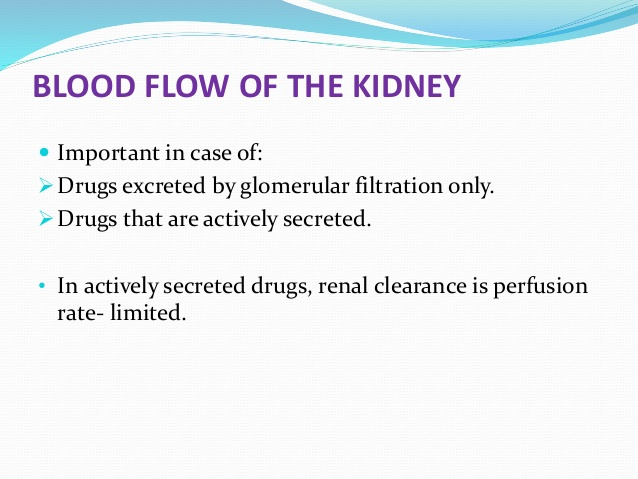 BLOOD FLOW OF THE KIDNEY
• Important in case of:
➢ Drugs excreted by glomerular filtration only.
➢ Drugs that are actively secreted.
• In actively secreted drugs, renal clearance is perfusion
rate- limited.